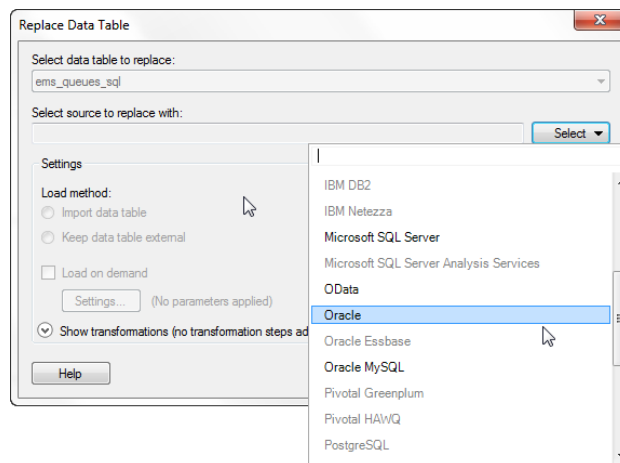 Replace Data Table
Select data table to replace:
ems_queues_sql
Select source to replace with:
Select
Settings
Load method:
Import data table
Keep data table external
Load on demand
Settings... (No parameters applied)
Show transformations (no transformation steps ad
Help
IBM DB2
IBM Netezza
Microsoft SQL Server
Microsoft SQL Server Analysis Services
OData
Oracle
Oracle Essbase
Oracle MySQL
Pivotal Greenplum
Pivotal HAWQ
PostgreSQL